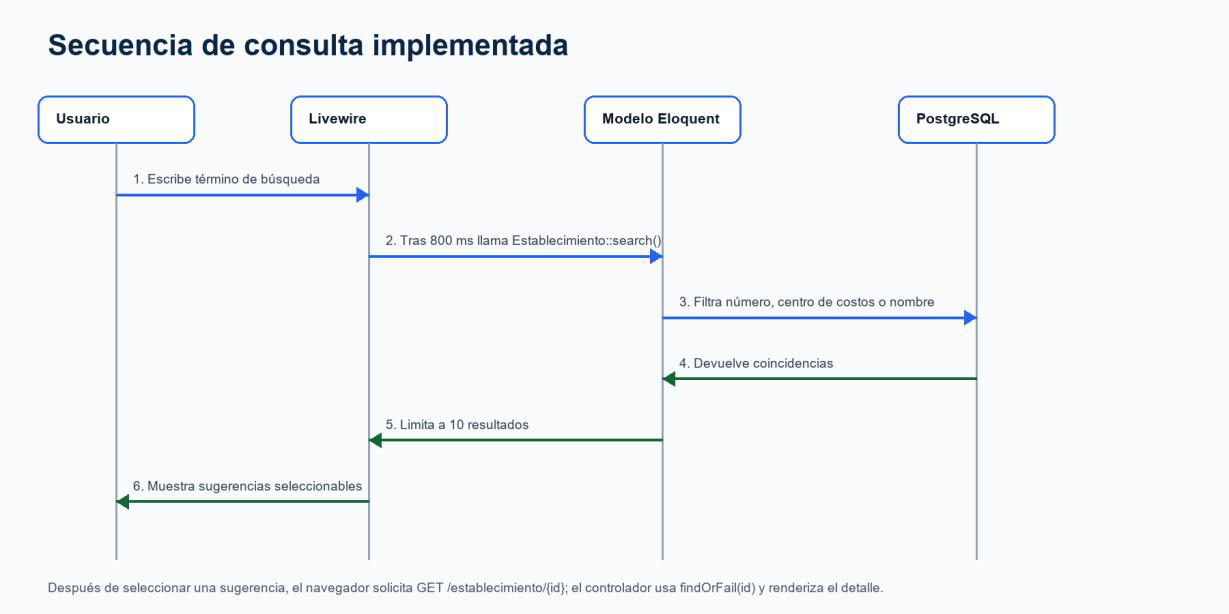 Secuencia de consulta implementada
Usuario
Livewire
Modelo Eloquent
PostgreSQL
1. Escribe término de búsqueda
2. Tras 800 ms llama Establecimiento::search()
3. Filtra número, centro de costos o nombre
4. Devuelve coincidencias
5. Limita a 10 resultados
6. Muestra sugerencias seleccionables
Después de seleccionar una sugerencia, el navegador solicita GET /establecimiento/{id}; el controlador usa findOrFail(id) y renderiza el detalle.